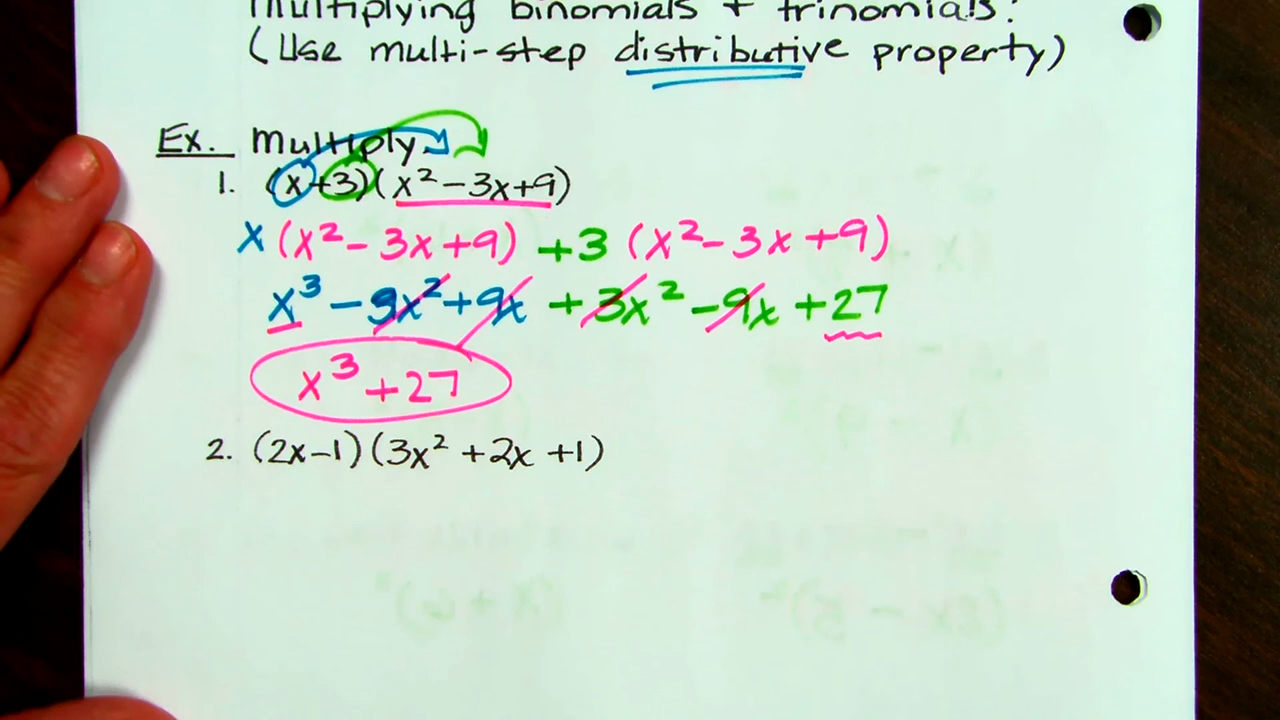 Multiplying binomials + trinomials:
(Use multi-step distributive property)
Ex. Multiply.
1. (x+3)(x²-3x+9)
x(x²-3x+9) +3(x²-3x+9)
x³-3x²+9x+3x²-9x+27
x³+27
2. (2x-1)(3x²+2x+1)